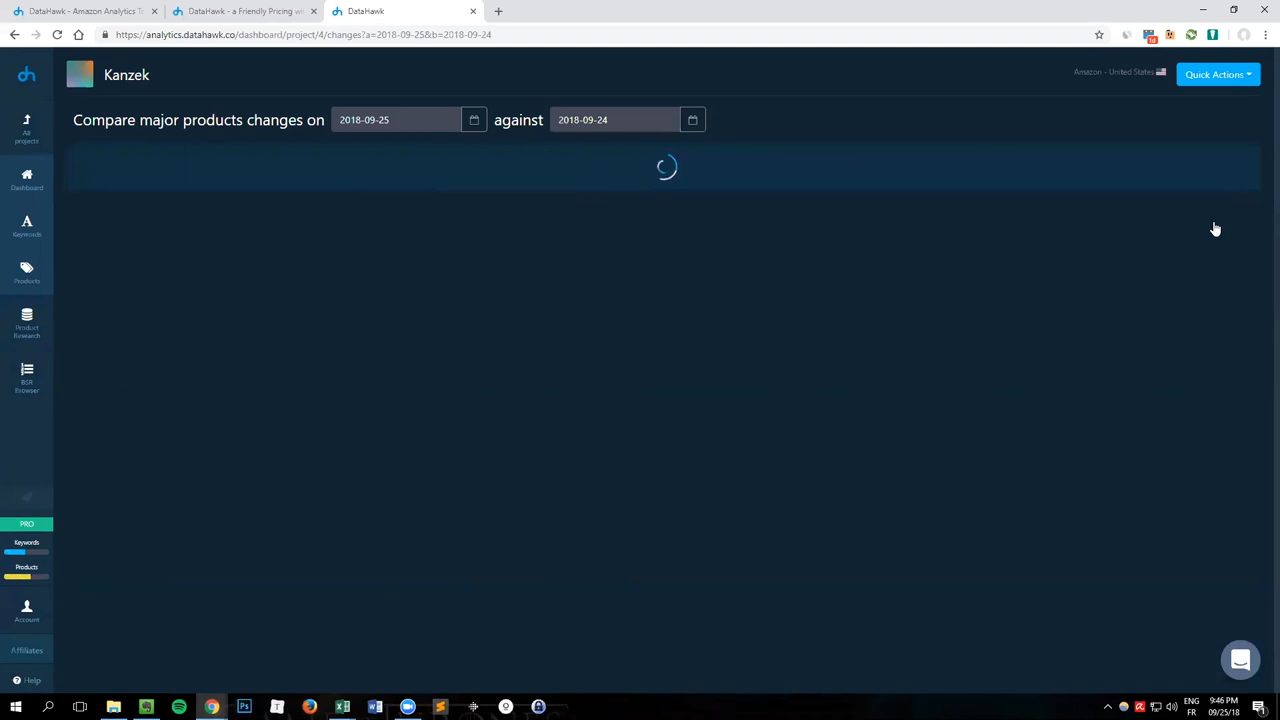 DataHawk - Amazon Analytics To
DataHawk - a Friendly Pricing wi
DataHawk
https://analytics.datahawk.co/dashboard/project/4/changes?a=2018-09-25&b=2018-09-24
1d
Kanzek
Amazon - United States
Quick Actions
Compare major products changes on
2018-09-25
against
2018-09-24
All
projects
Dashboard
Keywords
Products
Product
Research
BSR
Browser
PRO
Keywords
Products
Account
Affiliates
Help
ENG
FR
9:46 PM
09/25/18